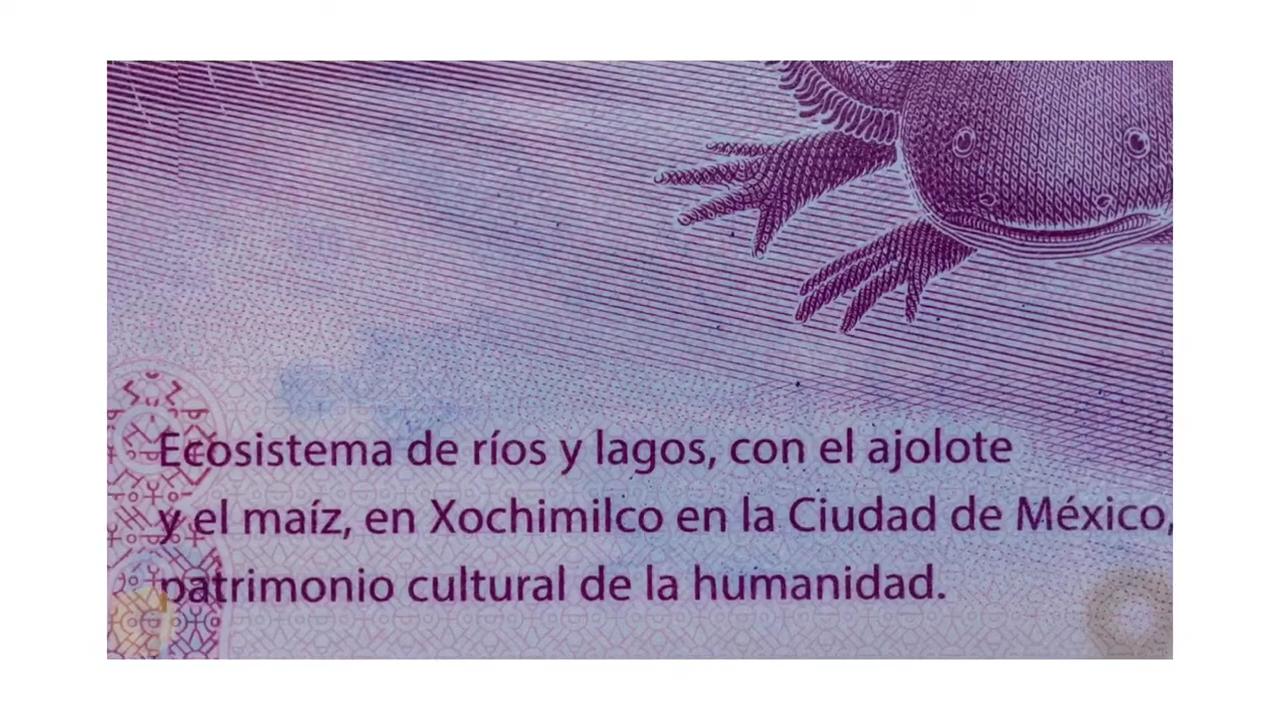 Ecosistema de ríos y lagos, con el ajolote
y el maíz, en Xochimilco en la Ciudad de México,
patrimonio cultural de la humanidad.